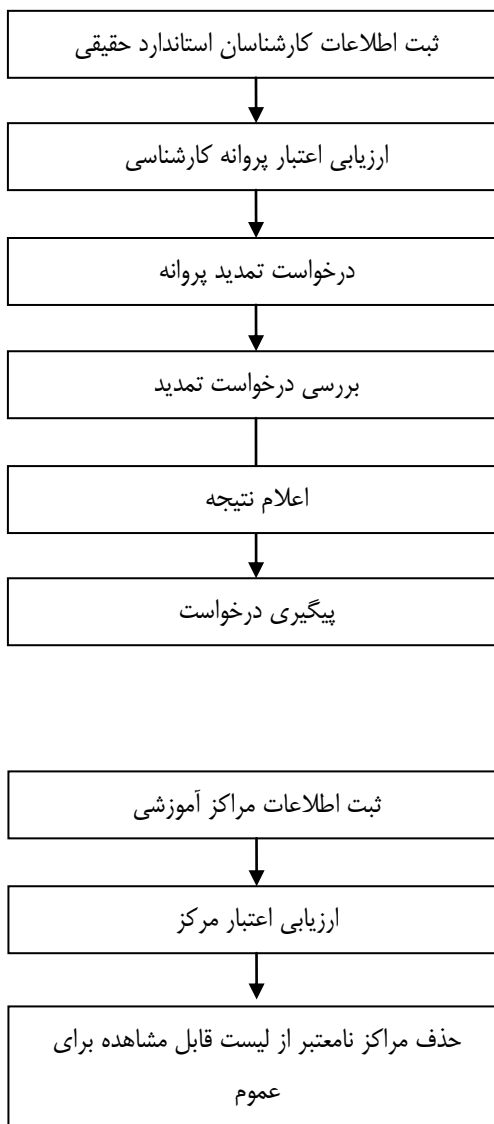 ثبت اطلاعات کارشناسان استاندارد حقیقی
ارزیابی اعتبار پروانه کارشناسی
درخواست تمدید پروانه
بررسی درخواست تمدید
اعلام نتیجه
پیگیری درخواست
ثبت اطلاعات مراکز آموزشی
ارزیابی اعتبار مرکز
حذف مراکز نامعتبر از لیست قابل مشاهده برای
عموم